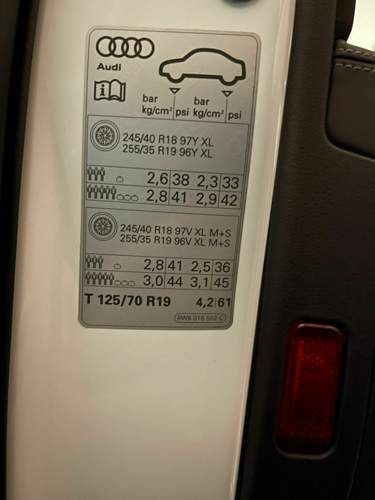 Audi
bar psi bar psi
kg/cm² kg/cm²
245/40 R18 97Y XL
255/35 R19 96Y XL
2,6 38 2,3 33
2,8 41 2,9 42
245/40 R18 97V XL M+S
255/35 R19 96V XL M+S
2,8 41 2,5 36
3,0 44 3,1 45
T 125/70 R19 4,2 61